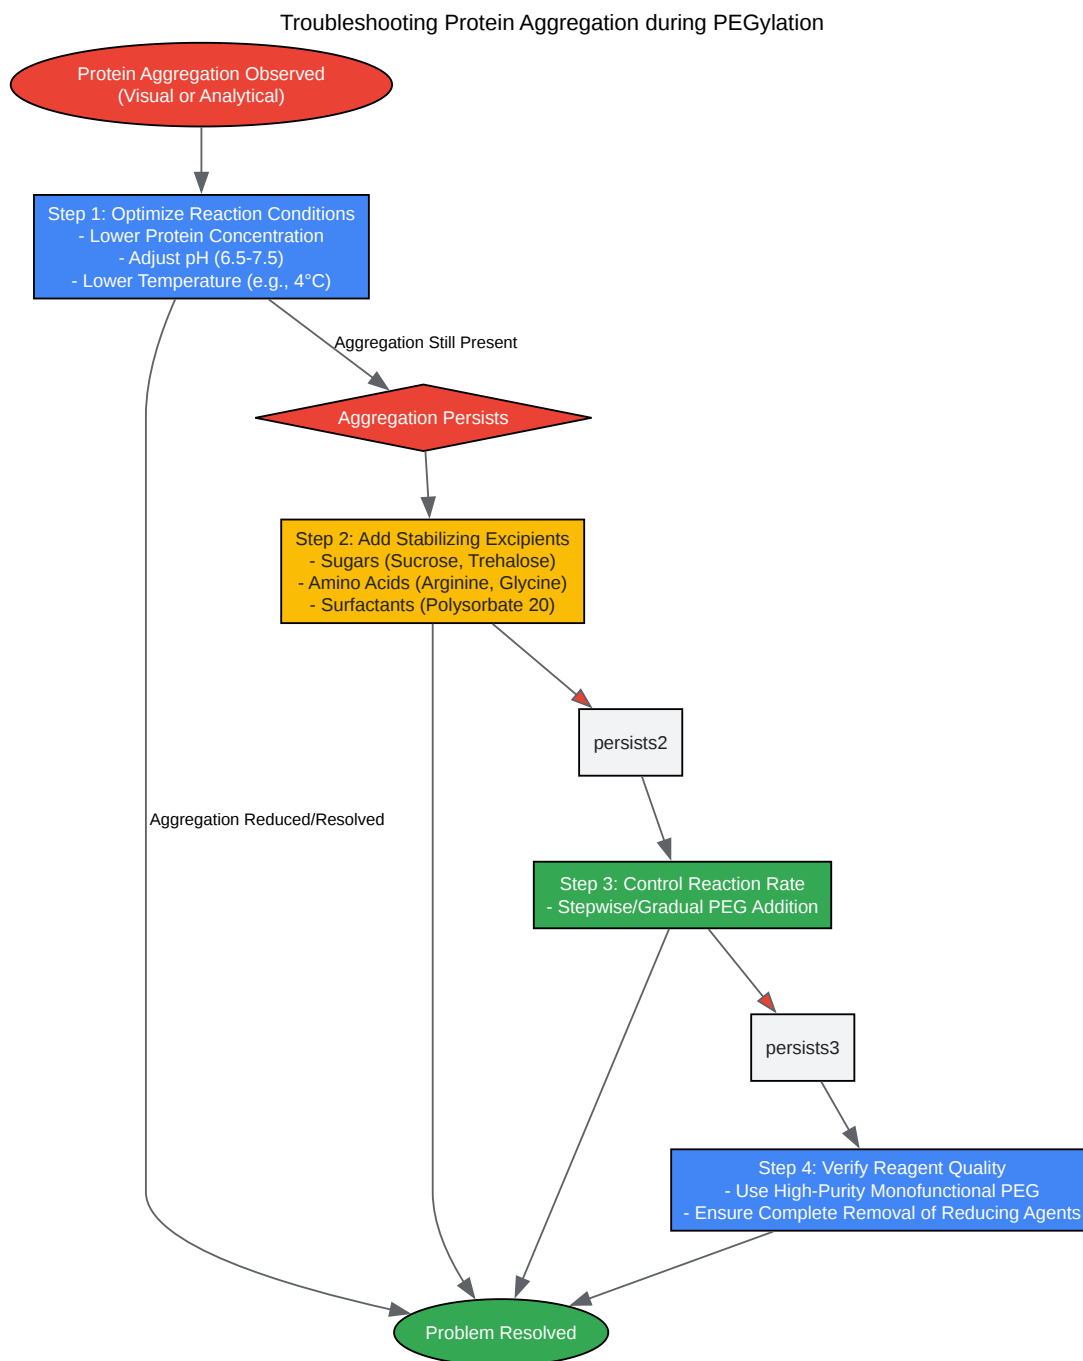 Troubleshooting Protein Aggregation during PEGylation
Protein Aggregation Observed
(Visual or Analytical)
Step 1: Optimize Reaction Conditions
- Lower Protein Concentration
- Adjust pH (6.5-7.5)
- Lower Temperature (e.g., 4°C)
Aggregation Still Present
Aggregation Persists
Step 2: Add Stabilizing Excipients
- Sugars (Sucrose, Trehalose)
- Amino Acids (Arginine, Glycine)
- Surfactants (Polysorbate 20)
persists2
Aggregation Reduced/Resolved
Step 3: Control Reaction Rate
- Stepwise/Gradual PEG Addition
persists3
Step 4: Verify Reagent Quality
- Use High-Purity Monofunctional PEG
- Ensure Complete Removal of Reducing Agents
Problem Resolved